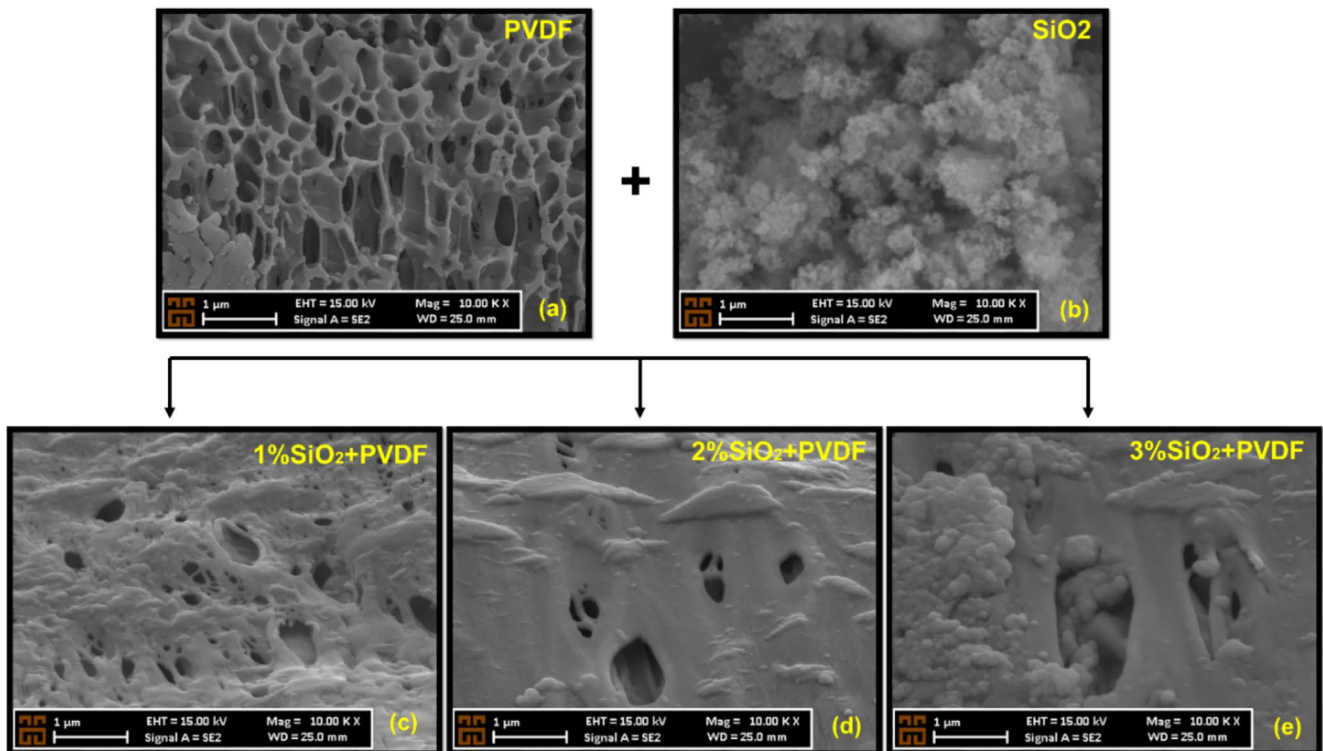 PVDF
1 µm EHT = 15.00 kV Mag = 10.00 K X
Signal A = SE2 WD = 25.0 mm
(a)
+
SiO2
1 µm EHT = 15.00 kV Mag = 10.00 K X
Signal A = SE2 WD = 25.0 mm
(b)
1%SiO₂+PVDF
1 µm EHT = 15.00 kV Mag = 10.00 K X
Signal A = SE2 WD = 25.0 mm
(c)
2%SiO₂+PVDF
1 µm EHT = 15.00 kV Mag = 10.00 K X
Signal A = SE2 WD = 25.0 mm
(d)
3%SiO₂+PVDF
1 µm EHT = 15.00 kV Mag = 10.00 K X
Signal A = SE2 WD = 25.0 mm
(e)